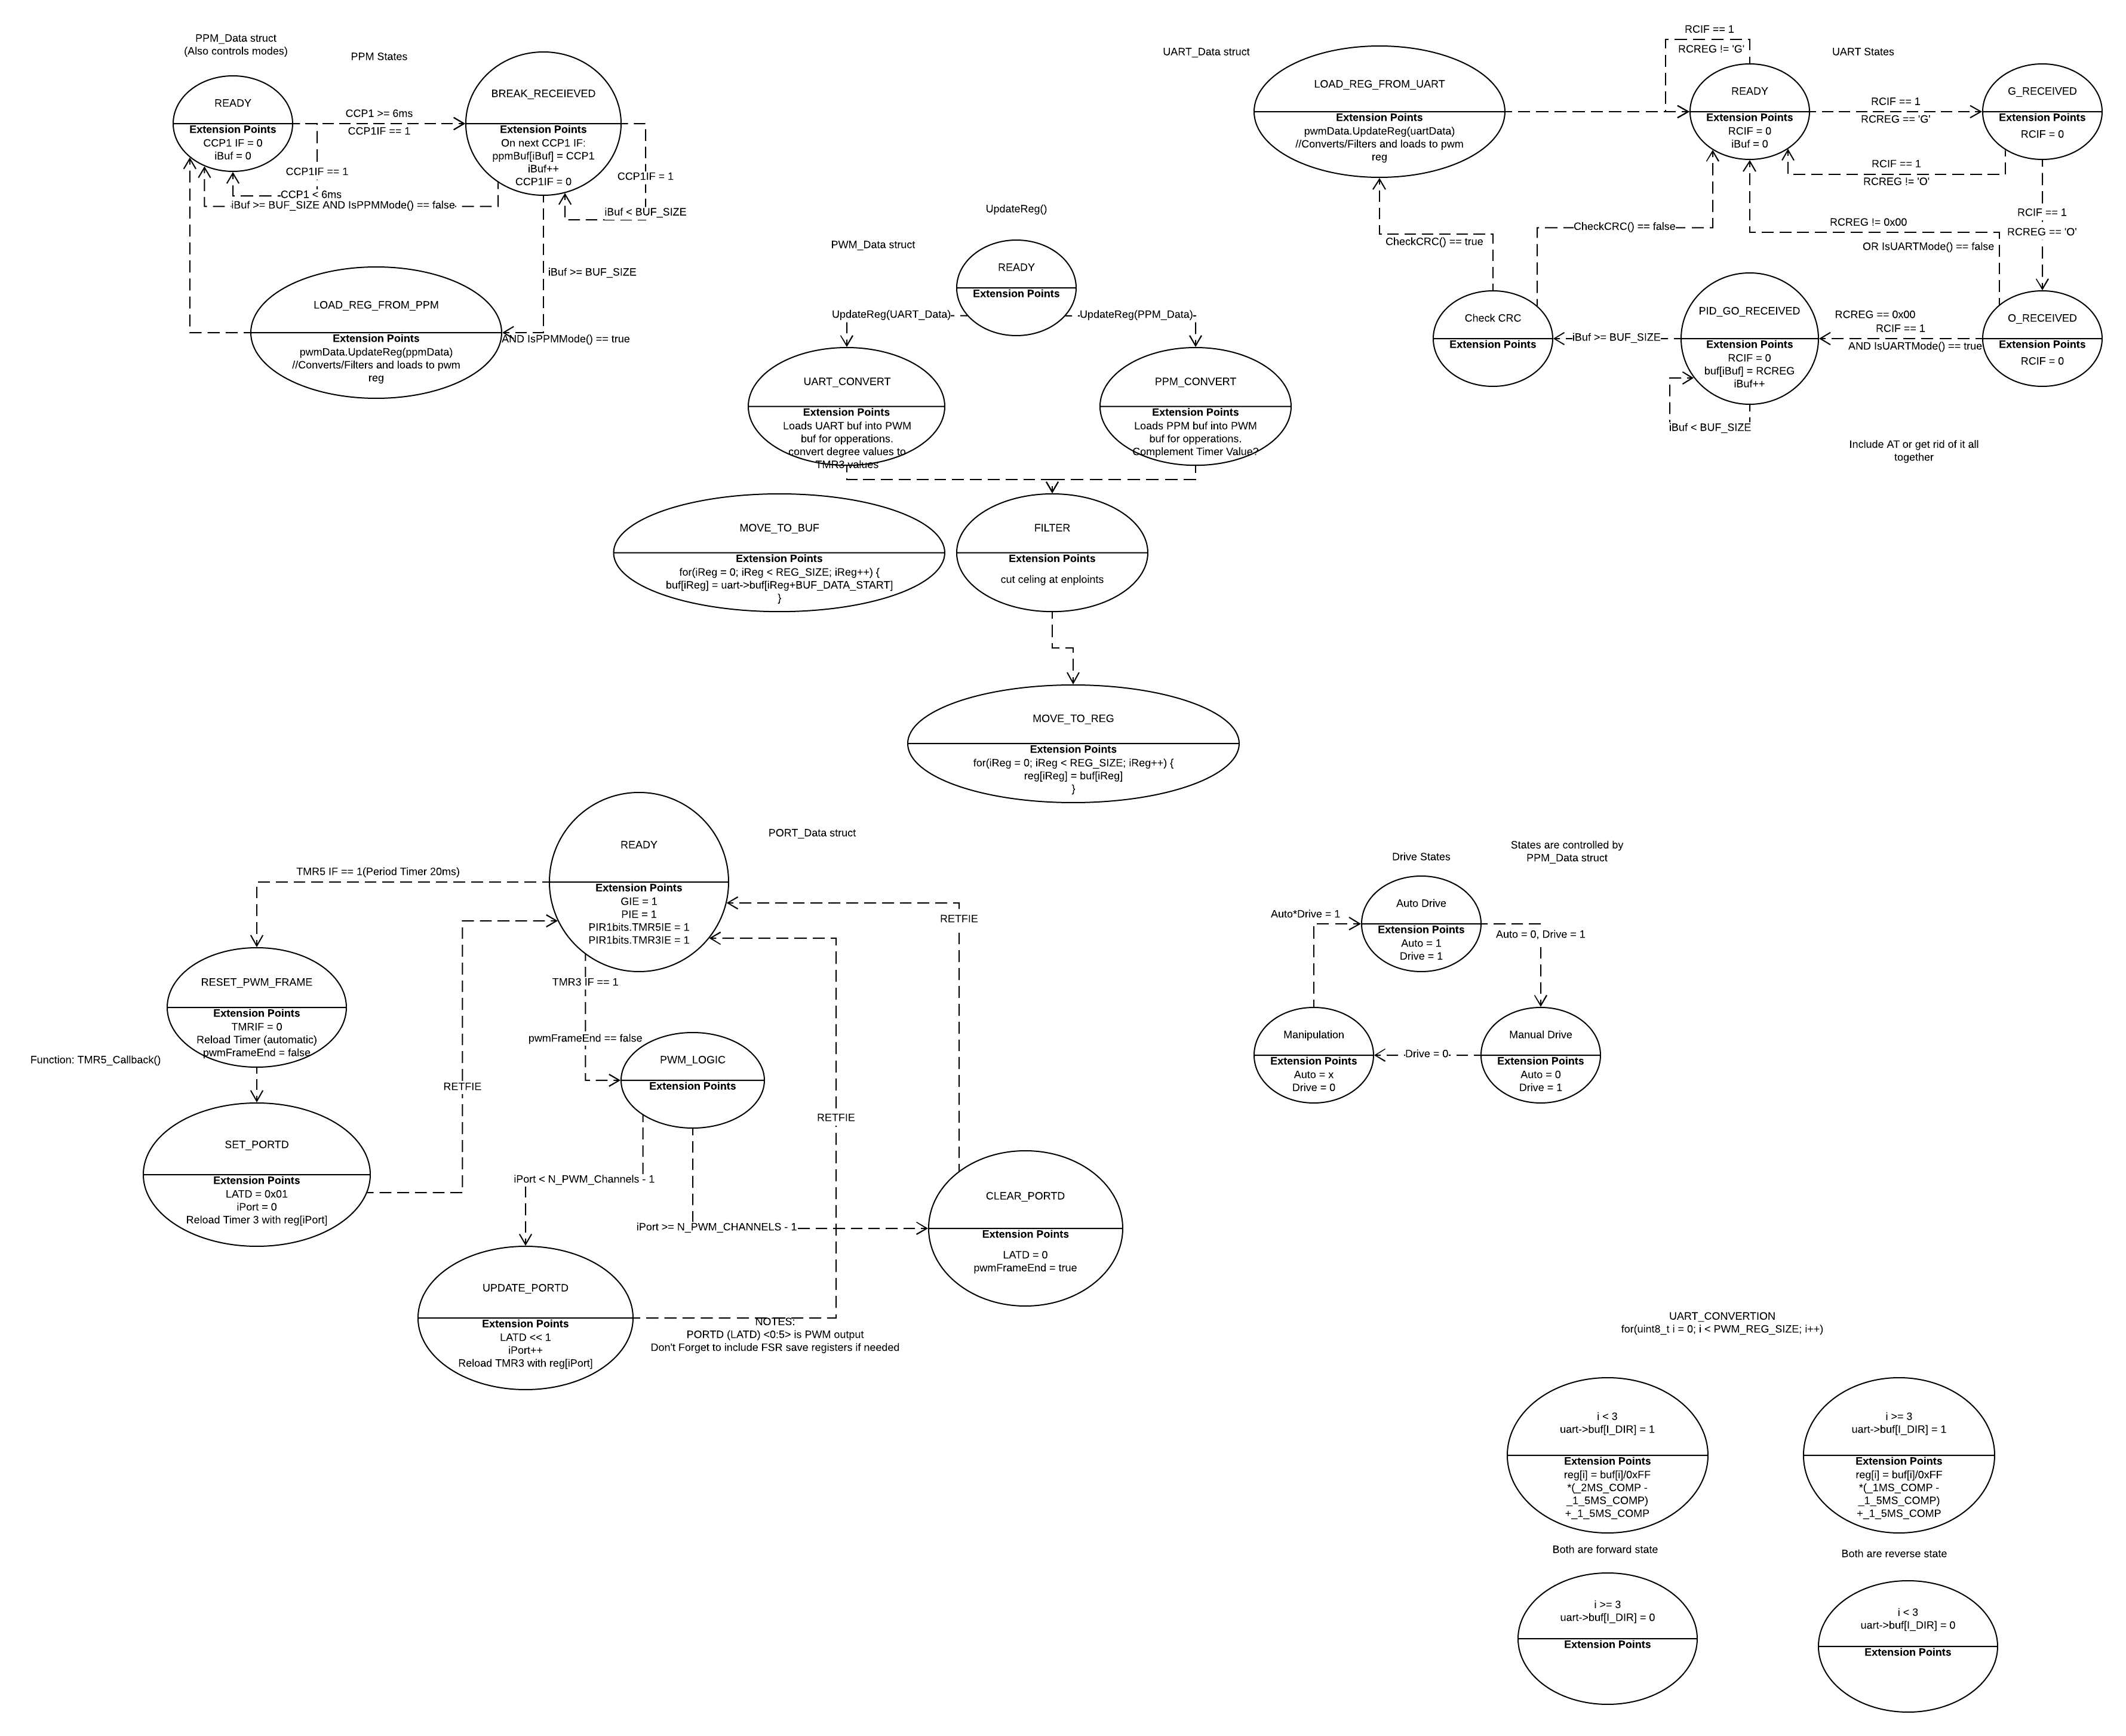 PPM_Data struct
(Also controls modes)
PPM States
READY
Extension Points
CCP1 IF = 0
iBuf = 0
CCP1 >= 6ms
CCP1IF == 1
CCP1IF == 1
CCP1 < 6ms
iBuf >= BUF_SIZE AND IsPPMMode() == false
BREAK_RECEIEVED
Extension Points
On next CCP1 IF:
ppmBuf[iBuf] = CCP1
iBuf++
CCP1IF = 0
CCP1IF = 1
iBuf < BUF_SIZE
iBuf >= BUF_SIZE
AND IsPPMMode() == true
LOAD_REG_FROM_PPM
Extension Points
pwmData.UpdateReg(ppmData)
//Converts/Filters and loads to pwm
reg
UART_Data struct
LOAD_REG_FROM_UART
Extension Points
pwmData.UpdateReg(uartData)
//Converts/Filters and loads to pwm
reg
RCIF == 1
RCREG != 'G'
READY
Extension Points
RCIF = 0
iBuf = 0
UART States
RCIF == 1
RCREG == 'G'
G_RECEIVED
Extension Points
RCIF = 0
RCIF == 1
RCREG != 'O'
RCIF == 1
RCREG == 'O'
RCREG != 0x00
OR IsUARTMode() == false
CheckCRC() == false
CheckCRC() == true
Check CRC
Extension Points
iBuf >= BUF_SIZE
PID_GO_RECEIVED
Extension Points
RCIF = 0
buf[iBuf] = RCREG
iBuf++
iBuf < BUF_SIZE
RCREG == 0x00
RCIF == 1
AND IsUARTMode() == true
O_RECEIVED
Extension Points
RCIF = 0
Include AT or get rid of it all
together
UpdateReg()
PWM_Data struct
READY
Extension Points
UpdateReg(UART_Data)
UpdateReg(PPM_Data)
UART_CONVERT
Extension Points
Loads UART buf into PWM
buf for opperations.
convert degree values to
TMR3 values
PPM_CONVERT
Extension Points
Loads PPM buf into PWM
buf for opperations.
Complement Timer Value?
MOVE_TO_BUF
Extension Points
for(iReg = 0; iReg < REG_SIZE; iReg++) {
buf[iReg] = uart->buf[iReg+BUF_DATA_START]
}
FILTER
Extension Points
cut celing at enploints
MOVE_TO_REG
Extension Points
for(iReg = 0; iReg < REG_SIZE; iReg++) {
reg[iReg] = buf[iReg]
}
PORT_Data struct
READY
Extension Points
GIE = 1
PIE = 1
PIR1bits.TMR5IE = 1
PIR1bits.TMR3IE = 1
TMR5 IF == 1(Period Timer 20ms)
RESET_PWM_FRAME
Extension Points
TMRIF = 0
Reload Timer (automatic)
pwmFrameEnd = false
Function: TMR5_Callback()
SET_PORTD
Extension Points
LATD = 0x01
iPort = 0
Reload Timer 3 with reg[iPort]
RETFIE
TMR3 IF == 1
pwmFrameEnd == false
PWM_LOGIC
Extension Points
RETFIE
RETFIE
iPort < N_PWM_Channels - 1
iPort >= N_PWM_CHANNELS - 1
CLEAR_PORTD
Extension Points
LATD = 0
pwmFrameEnd = true
UPDATE_PORTD
Extension Points
LATD << 1
iPort++
Reload TMR3 with reg[iPort]
NOTES:
PORTD (LATD) <0:5> is PWM output
Don't Forget to include FSR save registers if needed
Drive States
States are controlled by
PPM_Data struct
Auto Drive
Extension Points
Auto = 1
Drive = 1
Auto*Drive = 1
Auto = 0, Drive = 1
Manipulation
Extension Points
Auto = x
Drive = 0
Drive = 0
Manual Drive
Extension Points
Auto = 0
Drive = 1
UART_CONVERTION
for(uint8_t i = 0; i < PWM_REG_SIZE; i++)
i < 3
uart->buf[I_DIR] = 1
Extension Points
reg[i] = buf[i]/0xFF
*(_2MS_COMP -
_1_5MS_COMP)
+_1_5MS_COMP
i >= 3
uart->buf[I_DIR] = 1
Extension Points
reg[i] = buf[i]/0xFF
*(_1MS_COMP -
_1_5MS_COMP)
+_1_5MS_COMP
Both are forward state
Both are reverse state
i >= 3
uart->buf[I_DIR] = 0
Extension Points
i < 3
uart->buf[I_DIR] = 0
Extension Points